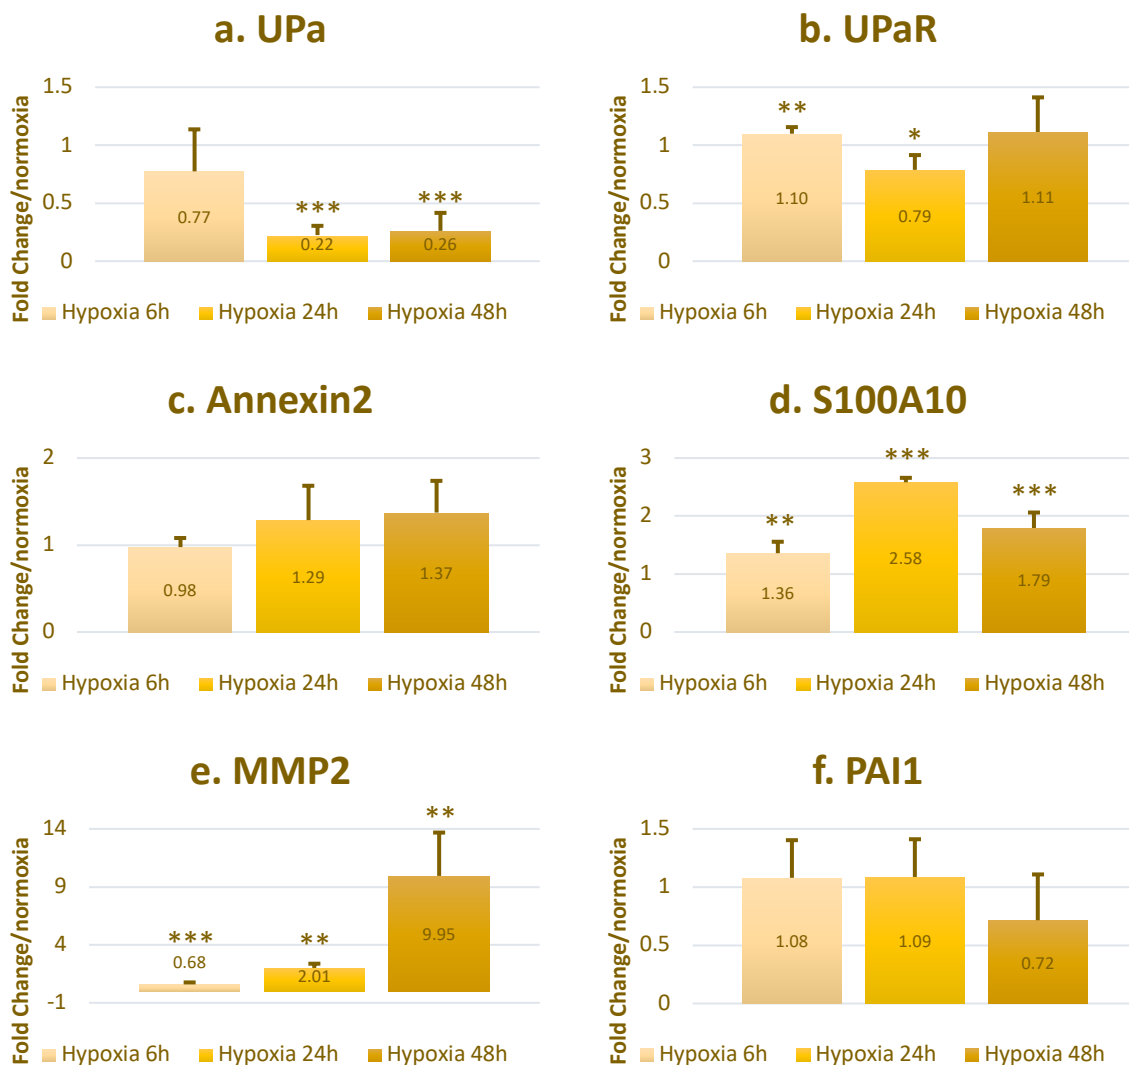 a. UPa
Fold Change/normoxia
1.5
1
0.5
0
0.77
***
0.22
***
0.26
Hypoxia 6h Hypoxia 24h Hypoxia 48h
b. UPaR
Fold Change/normoxia
1.5
1
0.5
0
**
1.10
*
0.79
1.11
Hypoxia 6h Hypoxia 24h Hypoxia 48h
c. Annexin2
Fold Change/normoxia
2
1
0
0.98
1.29
1.37
Hypoxia 6h Hypoxia 24h Hypoxia 48h
d. S100A10
Fold Change/normoxia
3
2
1
0
**
1.36
***
2.58
***
1.79
Hypoxia 6h Hypoxia 24h Hypoxia 48h
e. MMP2
Fold Change/normoxia
14
9
4
-1
***
0.68
**
2.01
**
9.95
Hypoxia 6h Hypoxia 24h Hypoxia 48h
f. PAI1
Fold Change/normoxia
1.5
1
0.5
0
1.08
1.09
0.72
Hypoxia 6h Hypoxia 24h Hypoxia 48h